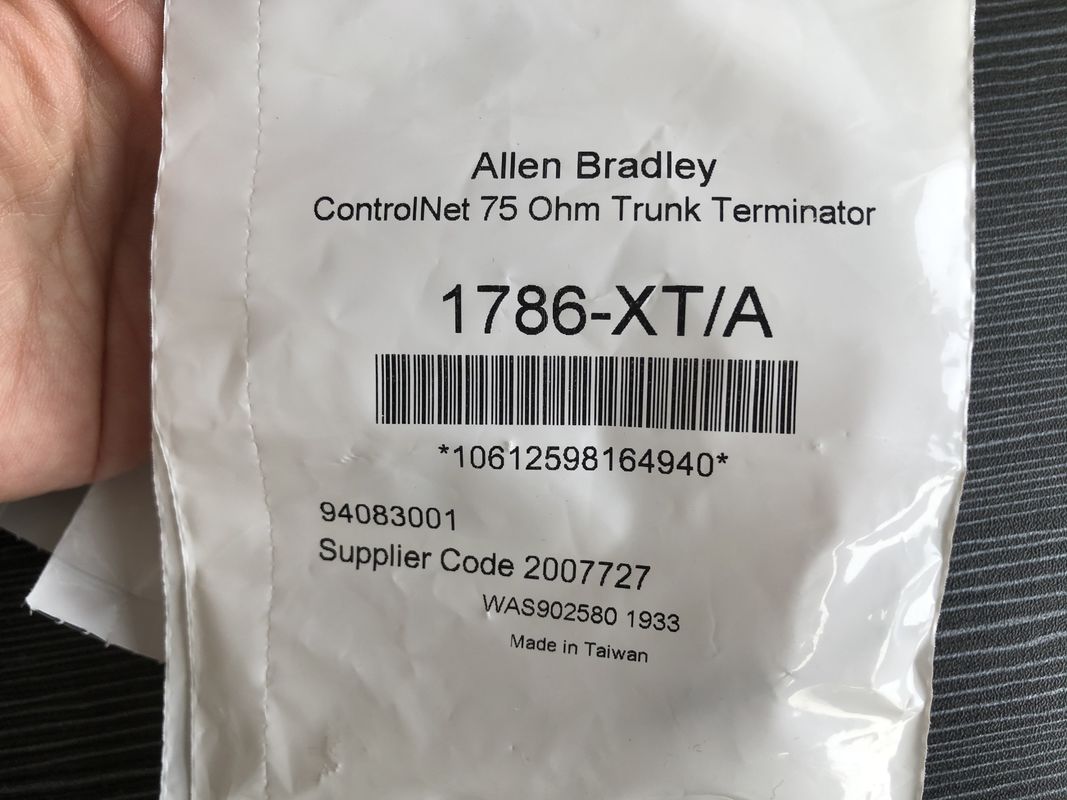 Allen Bradley
ControlNet 75 Ohm Trunk Terminator
1786-XT/A
*10612598164940*
94083001
Supplier Code 2007727
WAS902580 1933
Made in Taiwan